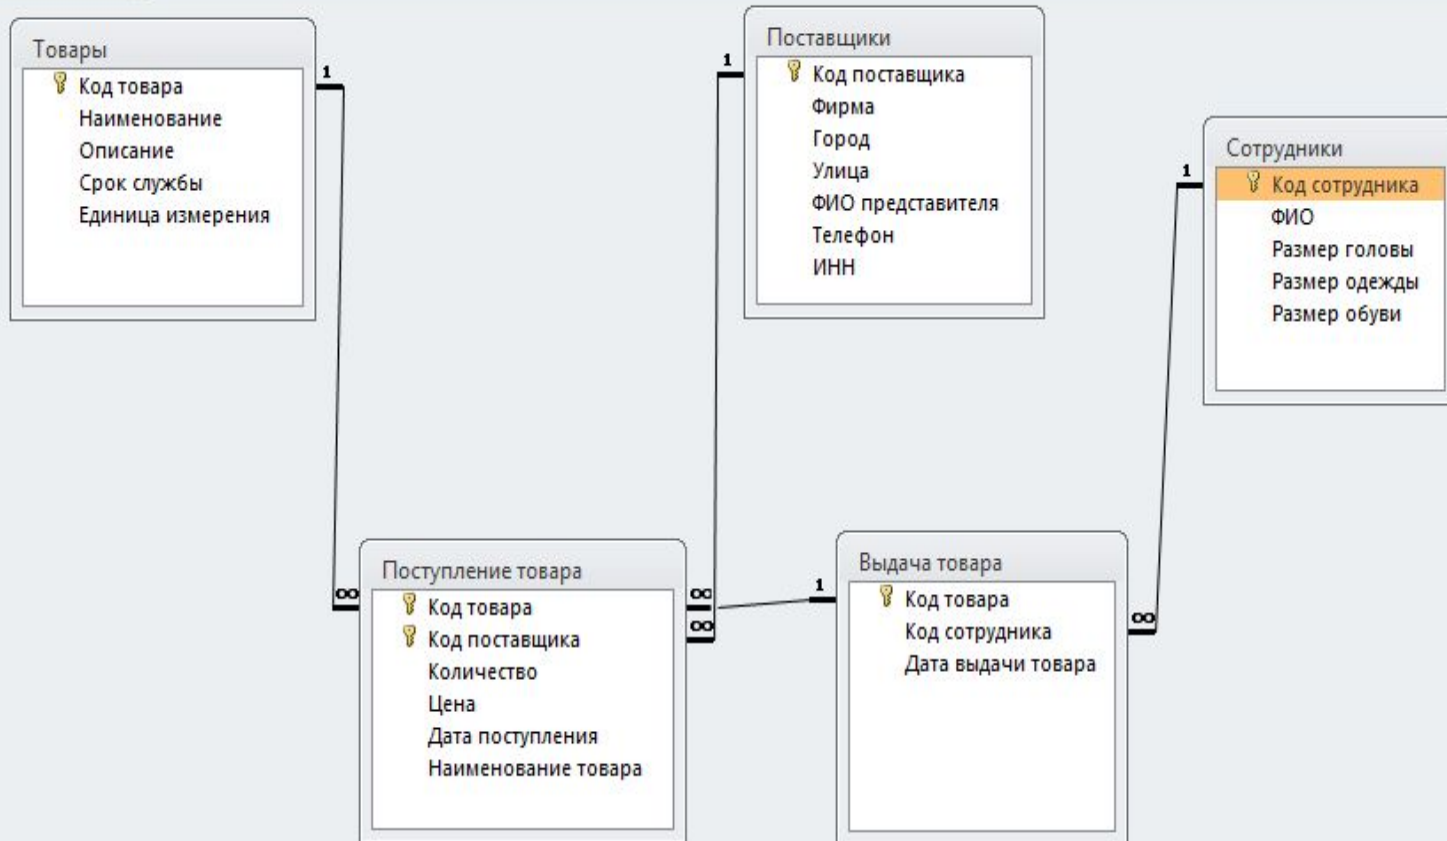 Товары
Код товара
Наименование
Описание
Срок службы
Единица измерения
1
Поставщики
Код поставщика
Фирма
Город
Улица
ФИО представителя
Телефон
ИНН
1
Сотрудники
Код сотрудника
ФИО
Размер головы
Размер одежды
Размер обуви
1
Поступление товара
Код товара
Код поставщика
Количество
Цена
Дата поступления
Наименование товара
∞
∞
∞
Выдача товара
Код товара
Код сотрудника
Дата выдачи товара
1
∞